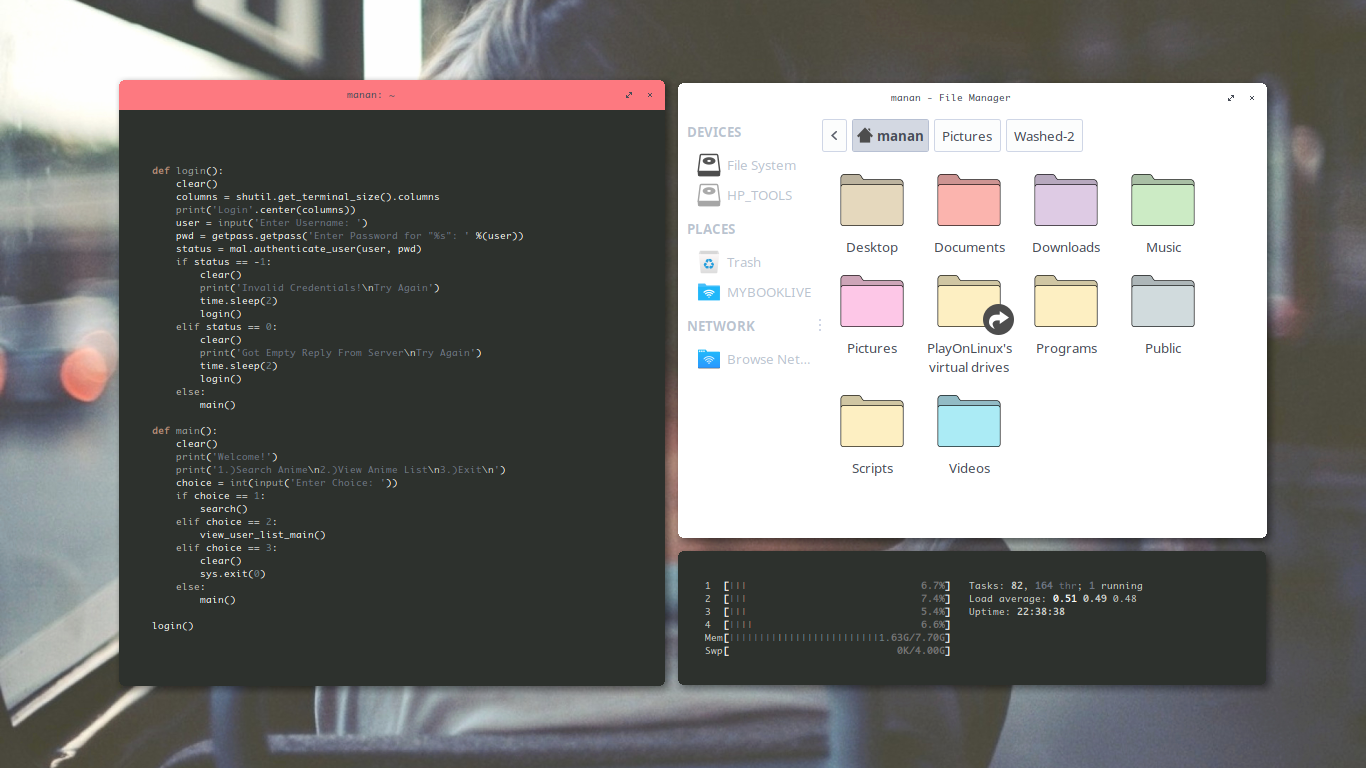 manan: ~
def login():
    clear()
    columns = shutil.get_terminal_size().columns
    print('Login'.center(columns))
    user = input('Enter Username: ')
    pwd = getpass.getpass('Enter Password for "%s": ' %(user))
    status = mal.authenticate_user(user, pwd)
    if status == -1:
        clear()
        print('Invalid Credentials!\nTry Again')
        time.sleep(2)
        login()
    elif status == 0:
        clear()
        print('Got Empty Reply From Server\nTry Again')
        time.sleep(2)
        login()
    else:
        main()
def main():
    clear()
    print('Welcome!')
    print('1.)Search Anime\n2.)View Anime List\n3.)Exit\n')
    choice = int(input('Enter Choice: '))
    if choice == 1:
        search()
    elif choice == 2:
        view_user_list_main()
    elif choice == 3:
        clear()
        sys.exit(0)
    else:
        main()
login()
manan - File Manager
DEVICES
File System
HP_TOOLS
PLACES
Trash
MYBOOKLIVE
NETWORK
Browse Net...
manan Pictures Washed-2
Desktop Documents Downloads Music
Pictures PlayOnLinux's Programs Public
virtual drives
Scripts Videos
1 [||| 6.7%] Tasks: 82, 164 thr; 1 running
2 [||| 7.4%] Load average: 0.51 0.49 0.48
3 [||| 5.4%] Uptime: 22:38:38
4 [|||| 6.6%]
Mem[|||||||||||||||||||||||||1.63G/7.70G]
Swp[ 0K/4.00G]